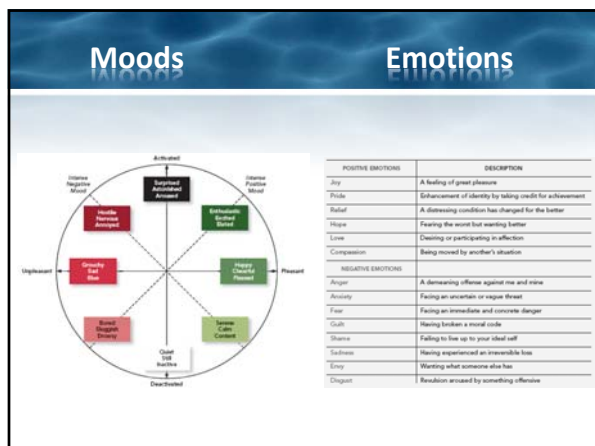 Moods
Emotions
Activated
Intense
Negative
Mood
Surprised
Astonished
Aroused
Intense
Positive
Mood
Hostile
Nervous
Annoyed
Enthusiastic
Excited
Elated
Unpleasant
Grouchy
Sad
Blue
Happy
Cheerful
Pleased
Pleasant
Bored
Sluggish
Drowsy
Serene
Calm
Content
Quiet
Still
Inactive
Deactivated
POSITIVE EMOTIONS DESCRIPTION
Joy A feeling of great pleasure
Pride Enhancement of identity by taking credit for achievement
Relief A distressing condition has changed for the better
Hope Fearing the worst but wanting better
Love Desiring or participating in affection
Compassion Being moved by another's situation
NEGATIVE EMOTIONS
Anger A demeaning offense against me and mine
Anxiety Facing an uncertain or vague threat
Fear Facing an immediate and concrete danger
Guilt Having broken a moral code
Shame Failing to live up to your ideal self
Sadness Having experienced an irreversible loss
Envy Wanting what someone else has
Disgust Revulsion aroused by something offensive